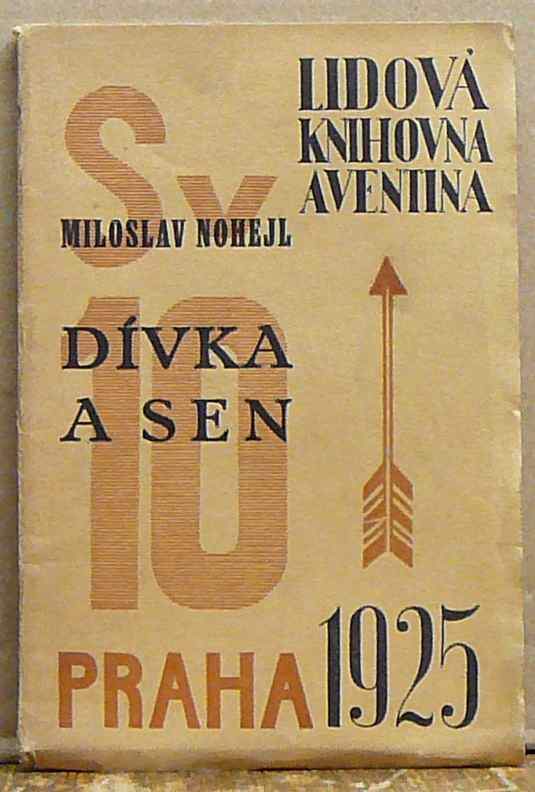 LIDOVÁ
KNIHOVNA
AVENTINA
Sv
MILOSLAV NOHEJL
10
DÍVKA
A SEN
PRAHA 1925